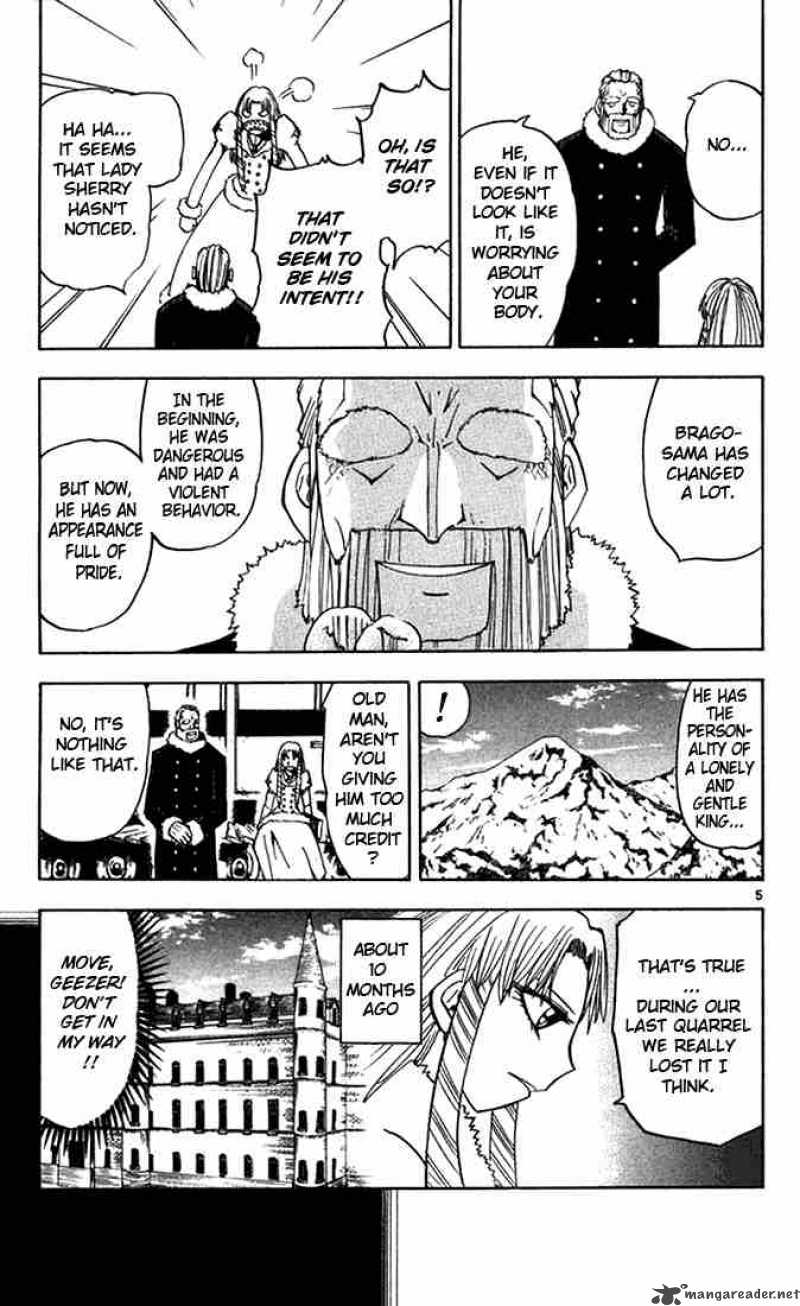 NO...
HE,
EVEN IF IT
DOESN'T
LOOK LIKE
IT, IS
WORRYING
ABOUT
YOUR
BODY.
OH, IS
THAT
SO!?
THAT
DIDN'T
SEEM TO
BE HIS
INTENT!!
HA HA...
IT SEEMS
THAT LADY
SHERRY
HASN'T
NOTICED.
BRAGO-
SAMA HAS
CHANGED
A LOT.
IN THE
BEGINNING,
HE WAS
DANGEROUS
AND HAD A
VIOLENT
BEHAVIOR.
BUT NOW,
HE HAS AN
APPEARANCE
FULL OF
PRIDE.
HE HAS
THE
PERSON-
ALITY OF
A LONELY
AND
GENTLE
KING...
!
OLD
MAN,
AREN'T
YOU
GIVING
HIM TOO
MUCH
CREDIT
?
NO, IT'S
NOTHING
LIKE THAT.
5
THAT'S TRUE
...
DURING OUR
LAST QUARREL
WE REALLY
LOST IT I
THINK.
ABOUT
10
MONTHS
AGO
MOVE,
GEEZER!
DON'T
GET IN
MY WAY
!!
mangareader.net